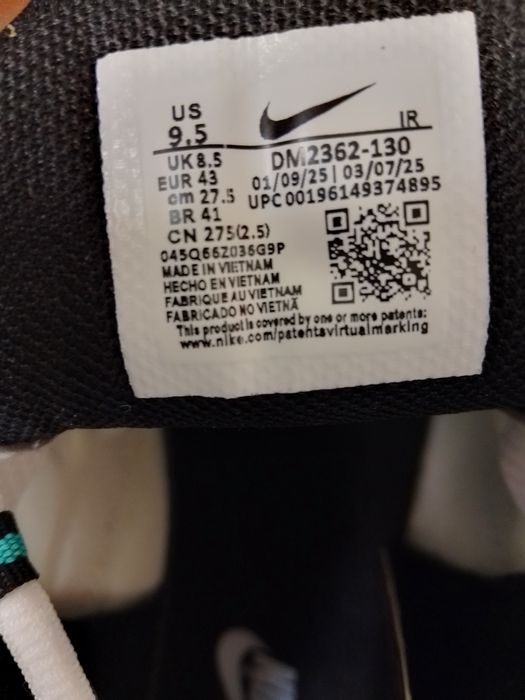 US
9.5
IR
UK 8.5
DM2362-130
EUR 43
01/09/25 | 03/07/25
cm 27.5
UPC 00196149374895
BR 41
CN 275(2.5)
045Q66Z036G9P
MADE IN VIETNAM
HECHO EN VIETNAM
FABRIQUE AU VIETNAM
FABRICADO NO VIETNÃ
This product is covered by one or more patents:
www.nike.com/patentsvirtualmarking